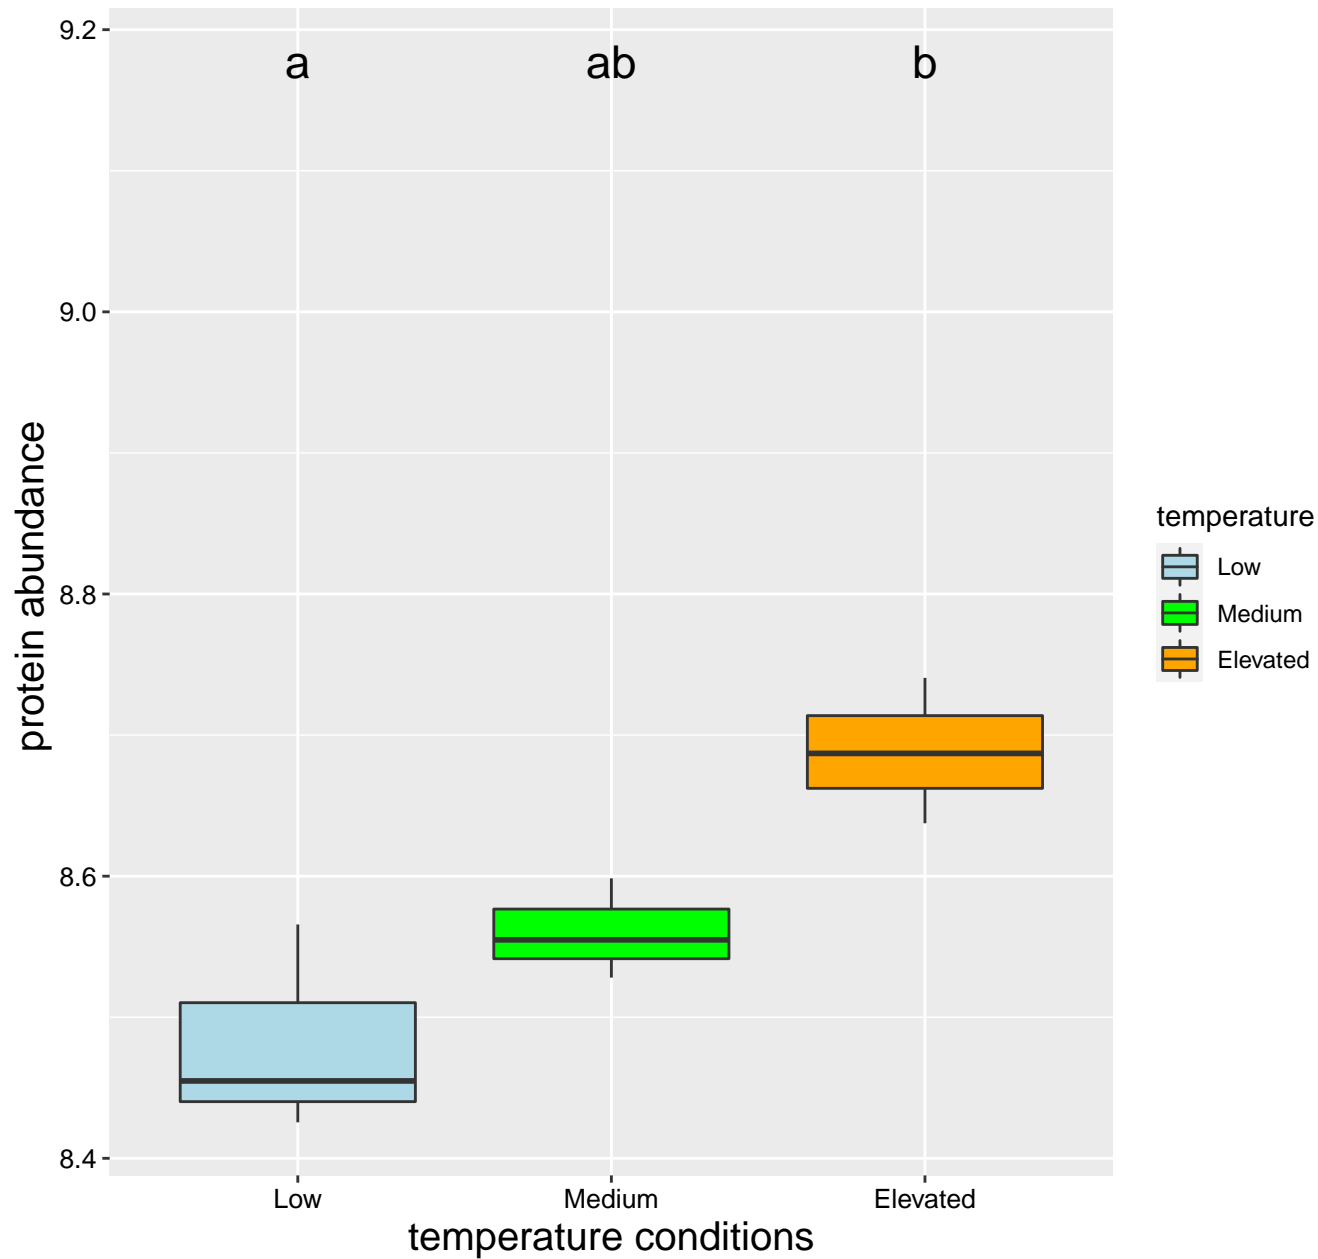 9.2
9.0
8.8
8.6
8.4
a
ab
b
protein abundance
Low
Medium
Elevated
temperature conditions
temperature
Low
Medium
Elevated